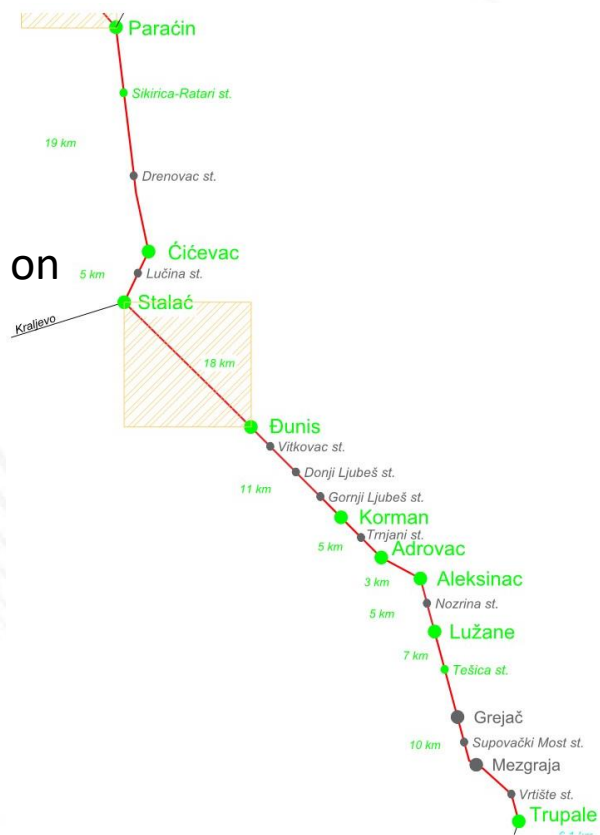 Paraćin
Sikirica-Ratari st.
19 km
Drenovac st.
on
Ćićevac
5 km
Lučina st.
Stalać
Kraljevo
18 km
Đunis
Vitkovac st.
Donji Ljubeš st.
11 km
Gornji Ljubeš st.
Korman
Trnjani st.
5 km
Adrovac
3 km
Aleksinac
Nozrina st.
5 km
Lužane
7 km
Tešica st.
Grejač
10 km
Supovački Most st.
Mezgraja
Vrtište st.
Trupale